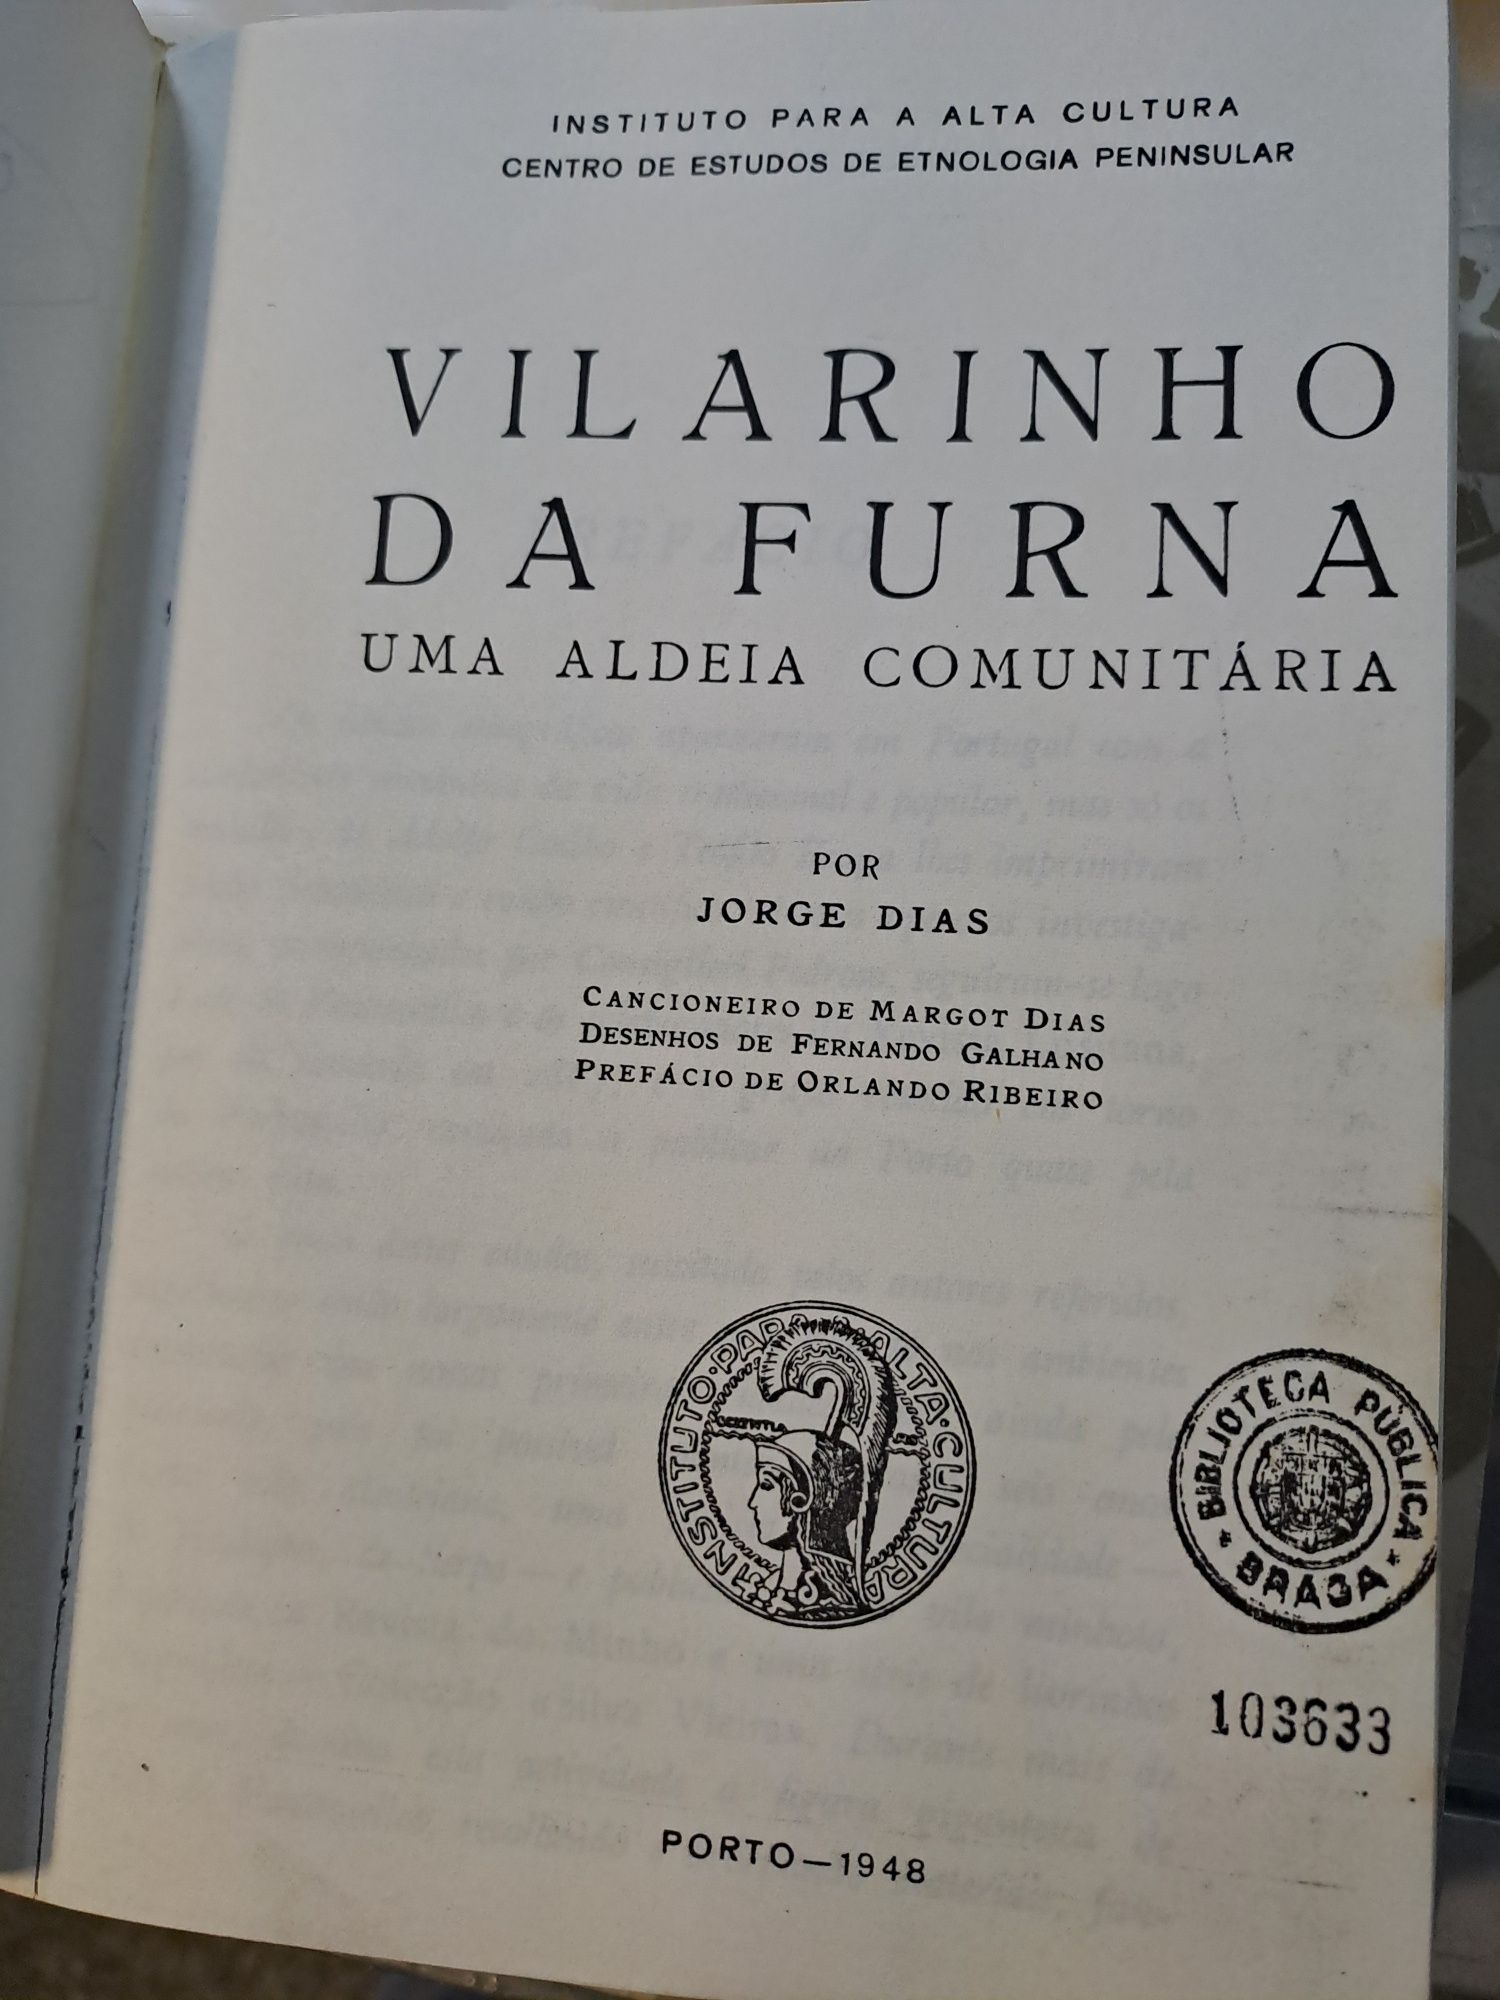 INSTITUTO PARA A ALTA CULTURA
CENTRO DE ESTUDOS DE ETNOLOGIA PENINSULAR
VILARINHO
DA FURNA
UMA ALDEIA COMUNITÁRIA
POR
JORGE DIAS
CANCIONEIRO DE MARGOT DIAS
DESENHOS DE FERNANDO GALHANO
PREFÁCIO DE ORLANDO RIBEIRO
INSTITUTO · PARA · A · ALTA · CULTURA
BIBLIOTECA PÚBLICA
BRAGA
103633
PORTO—1948